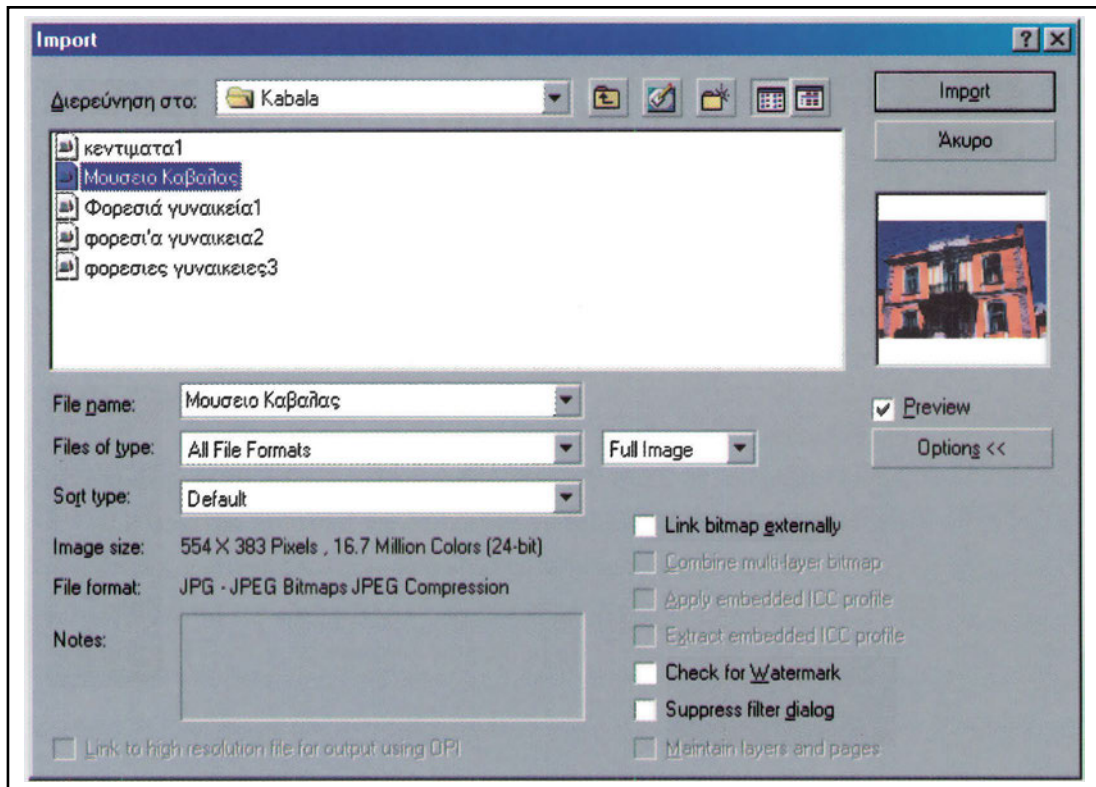 Import
Διερεύνηση στο: Kabala
Import
Άκυρο
κεντιματα1
Μουσειο Καβαλας
Φορεσιά γυναικεία1
φορεσι'α γυναικεια2
φορεσιες γυναικειες3
File name: Μουσειο Καβαλας
Preview
Files of type: All File Formats Full Image
Options <<
Sort type: Default
Link bitmap externally
Image size: 554 X 383 Pixels , 16.7 Million Colors (24-bit)
Combine multi-layer bitmap
File format: JPG - JPEG Bitmaps JPEG Compression
Apply embedded ICC profile
Notes:
Extract embedded ICC profile
Check for Watermark
Suppress filter dialog
Link to high resolution file for output using OPI
Maintain layers and pages